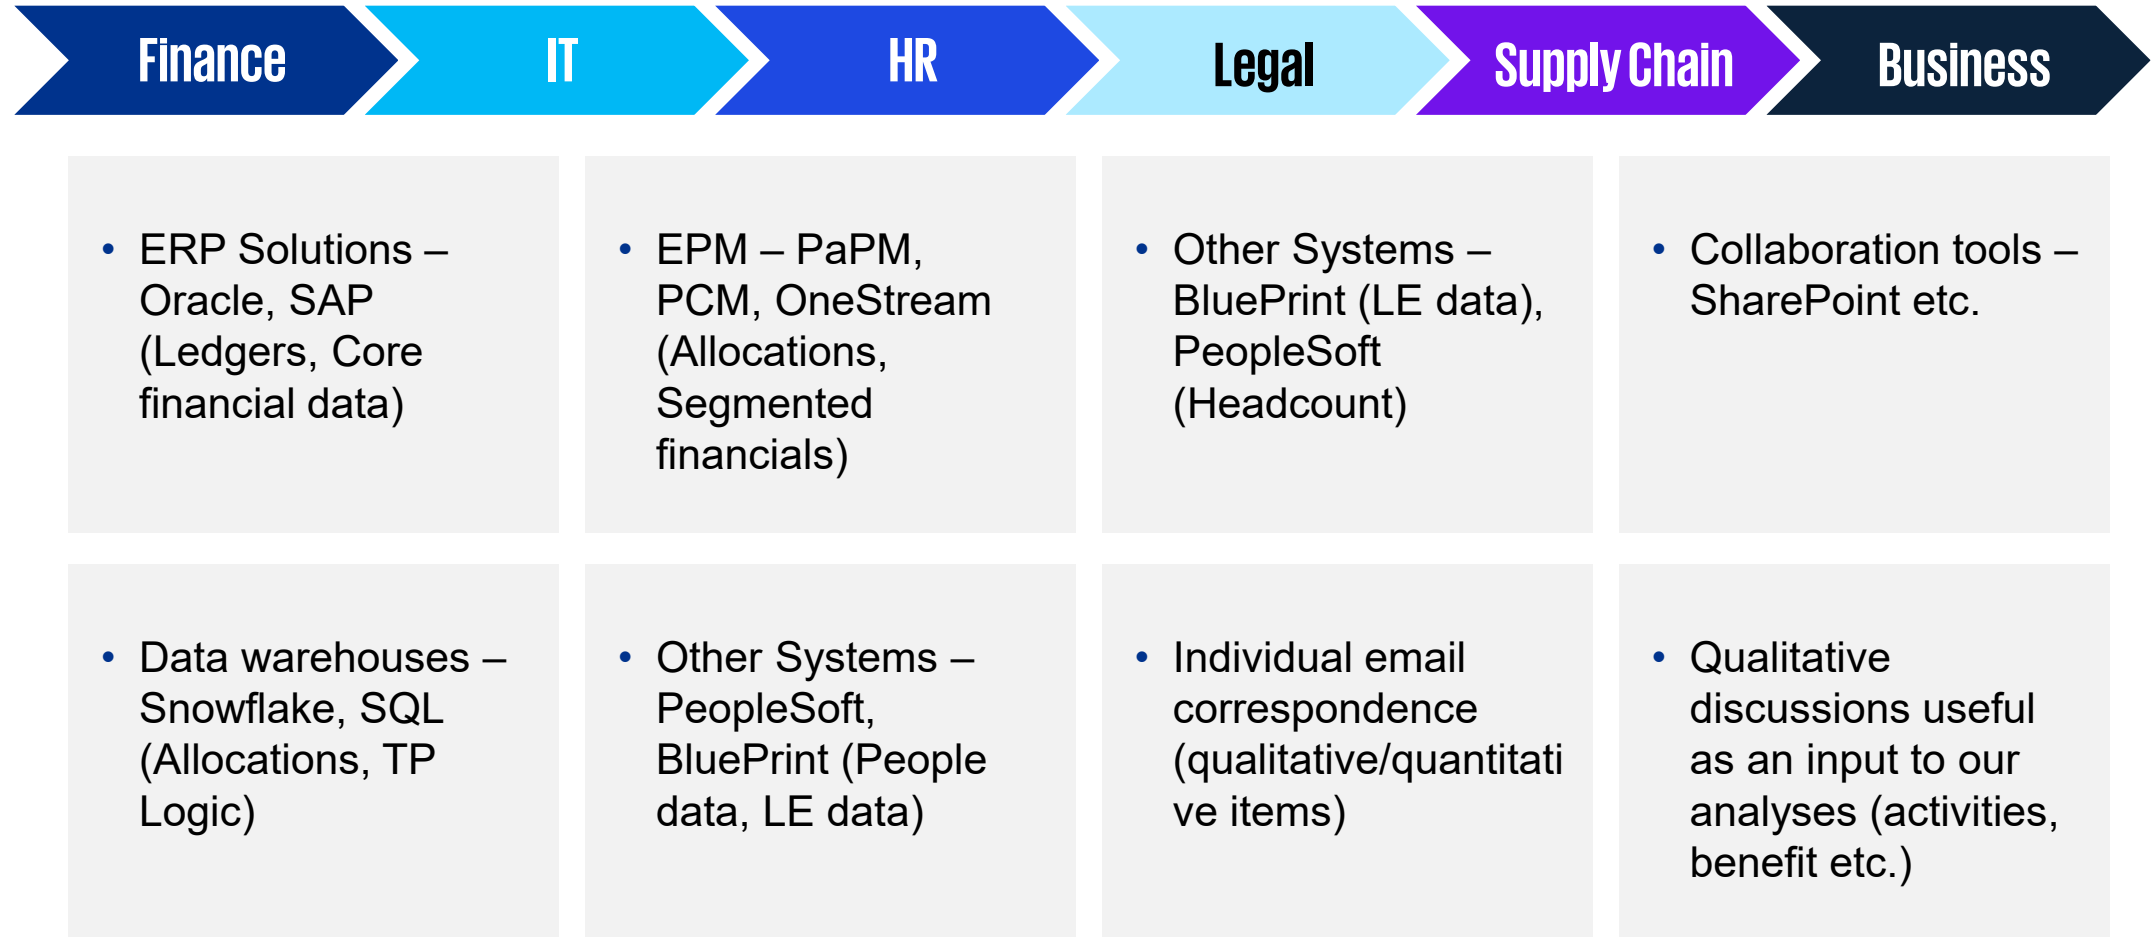 Finance
IT
HR
Legal
Supply Chain
Business
• ERP Solutions –
Oracle, SAP
(Ledgers, Core
financial data)
• EPM – PaPM,
PCM, OneStream
(Allocations,
Segmented
financials)
• Other Systems –
BluePrint (LE data),
PeopleSoft
(Headcount)
• Collaboration tools –
SharePoint etc.
• Data warehouses –
Snowflake, SQL
(Allocations, TP
Logic)
• Other Systems –
PeopleSoft,
BluePrint (People
data, LE data)
• Individual email
correspondence
(qualitative/quantitati
ve items)
• Qualitative
discussions useful
as an input to our
analyses (activities,
benefit etc.)